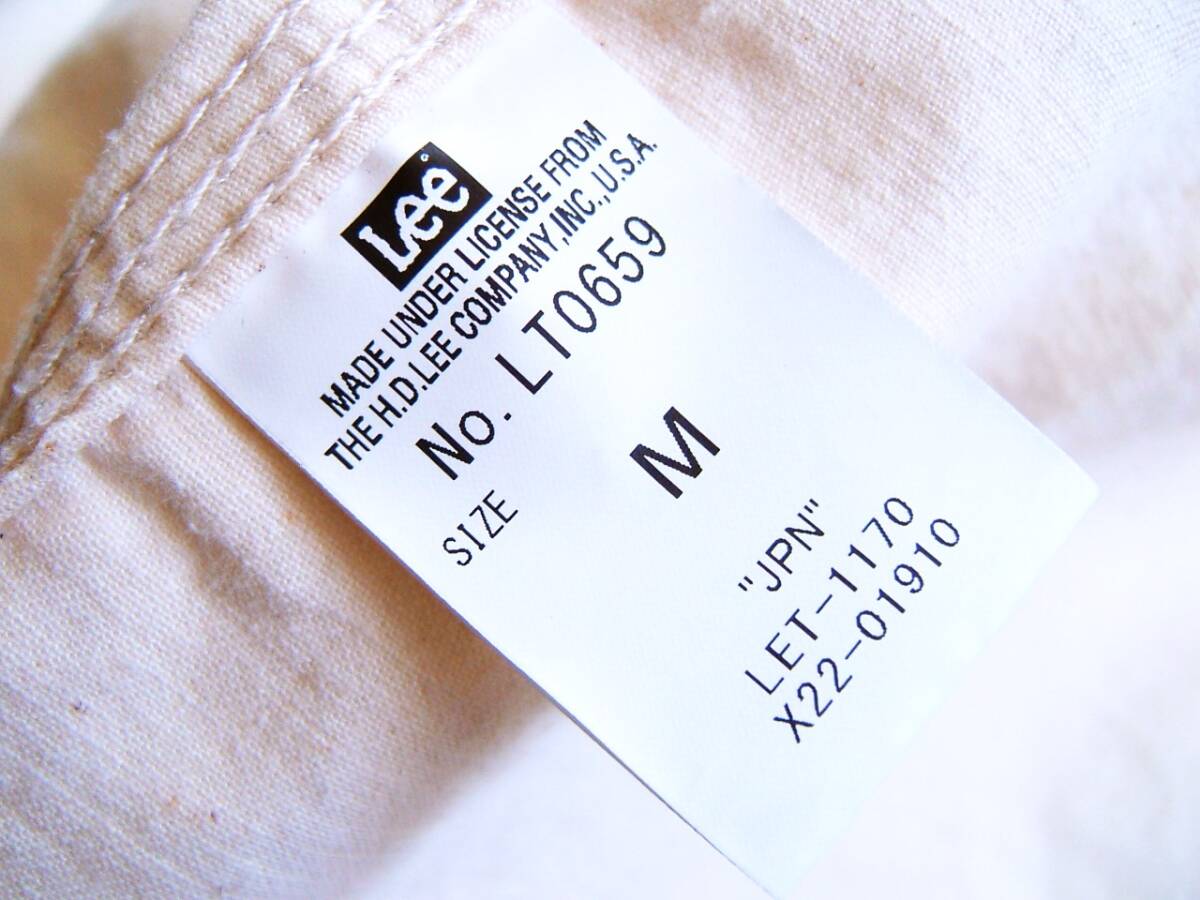 Lee
MADE UNDER LICENSE FROM
THE H.D.LEE COMPANY,INC.,U.S.A.
No. LT0659
SIZE M
"JPN"
LET-1170
X22-01910